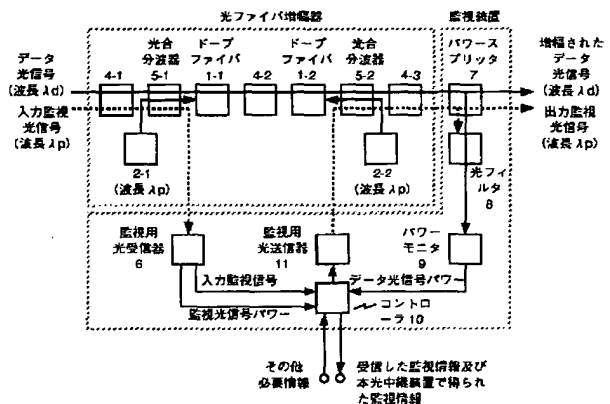 光ファイバ増幅器
監視装置
データ
光信号
(波長λd)
入力監視
光信号
(波長λp)
4-1
光合
分波器
5-1
ドープ
ファイバ
1-1
4-2
ドープ
ファイバ
1-2
光合
分波器
5-2
4-3
パワース
プリッタ
7
増幅された
データ
光信号
(波長λd)
出力監視
光信号
(波長λp)
2-1
(波長λp)
2-2
(波長λp)
光フィ
ルタ
8
監視用
光受信器
6
監視用
光送信器
11
パワー
モニタ
9
入力監視信号
監視光信号パワー
データ光信号パワー
コントロ
ーラ10
その他
必要情報
受信した監視情報及び
本光中継装置で得られ
た監視情報